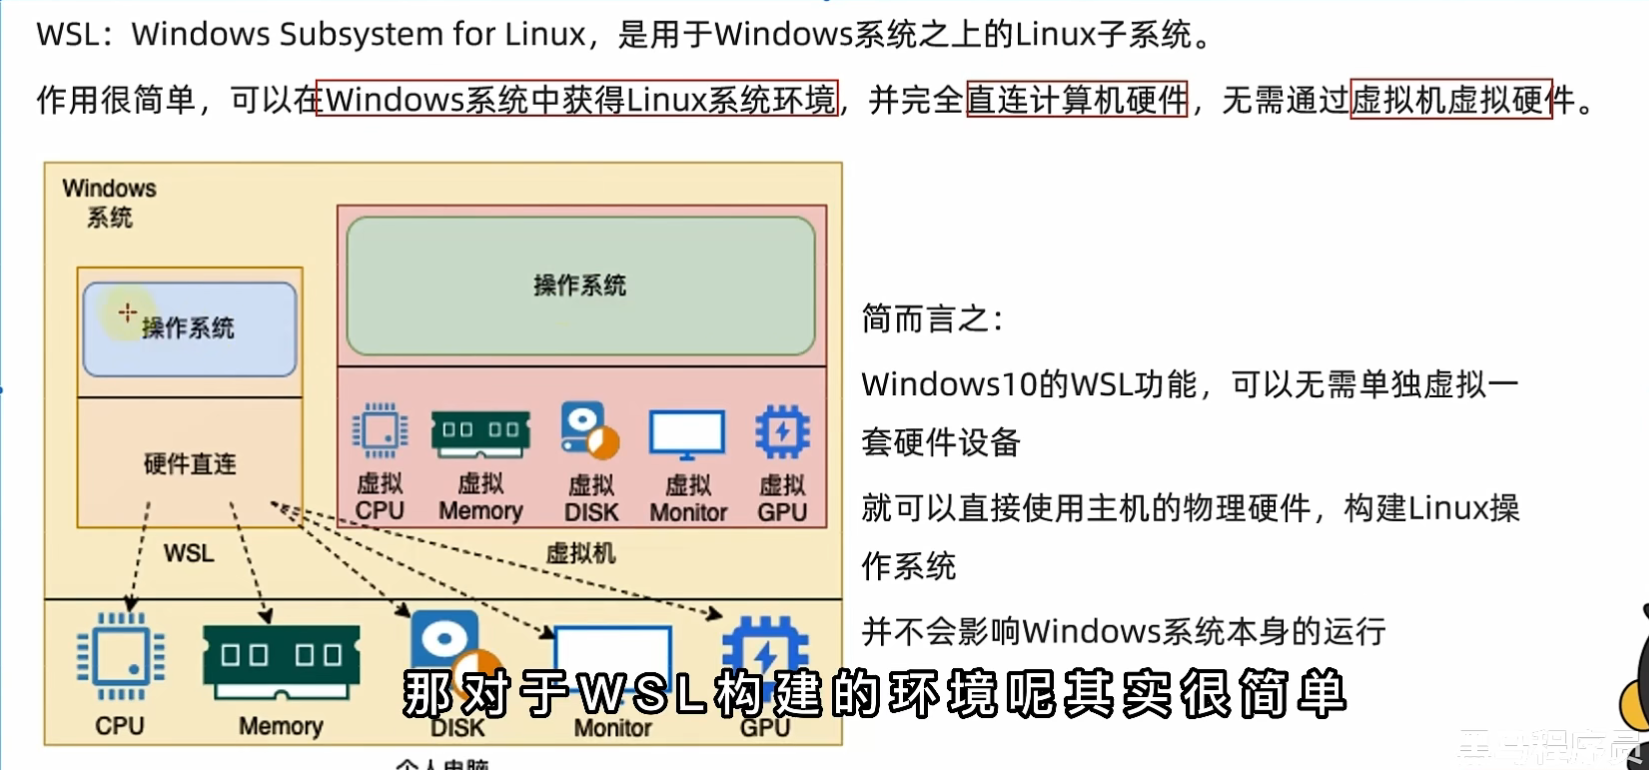 WSL：Windows Subsystem for Linux，是用于Windows系统之上的Linux子系统。
作用很简单，可以在Windows系统中获得Linux系统环境，并完全直连计算机硬件，无需通过虚拟机虚拟硬件。
Windows
系统
操作系统
操作系统
硬件直连
虚拟
CPU
虚拟
Memory
虚拟
DISK
虚拟
Monitor
虚拟
GPU
WSL
虚拟机
简而言之：
Windows10的WSL功能，可以无需单独虚拟一
套硬件设备
就可以直接使用主机的物理硬件，构建Linux操
作系统
并不会影响Windows系统本身的运行
CPU
Memory
DISK
Monitor
GPU
个人电脑
那对于WSL构建的环境呢其实很简单
黑马程序员